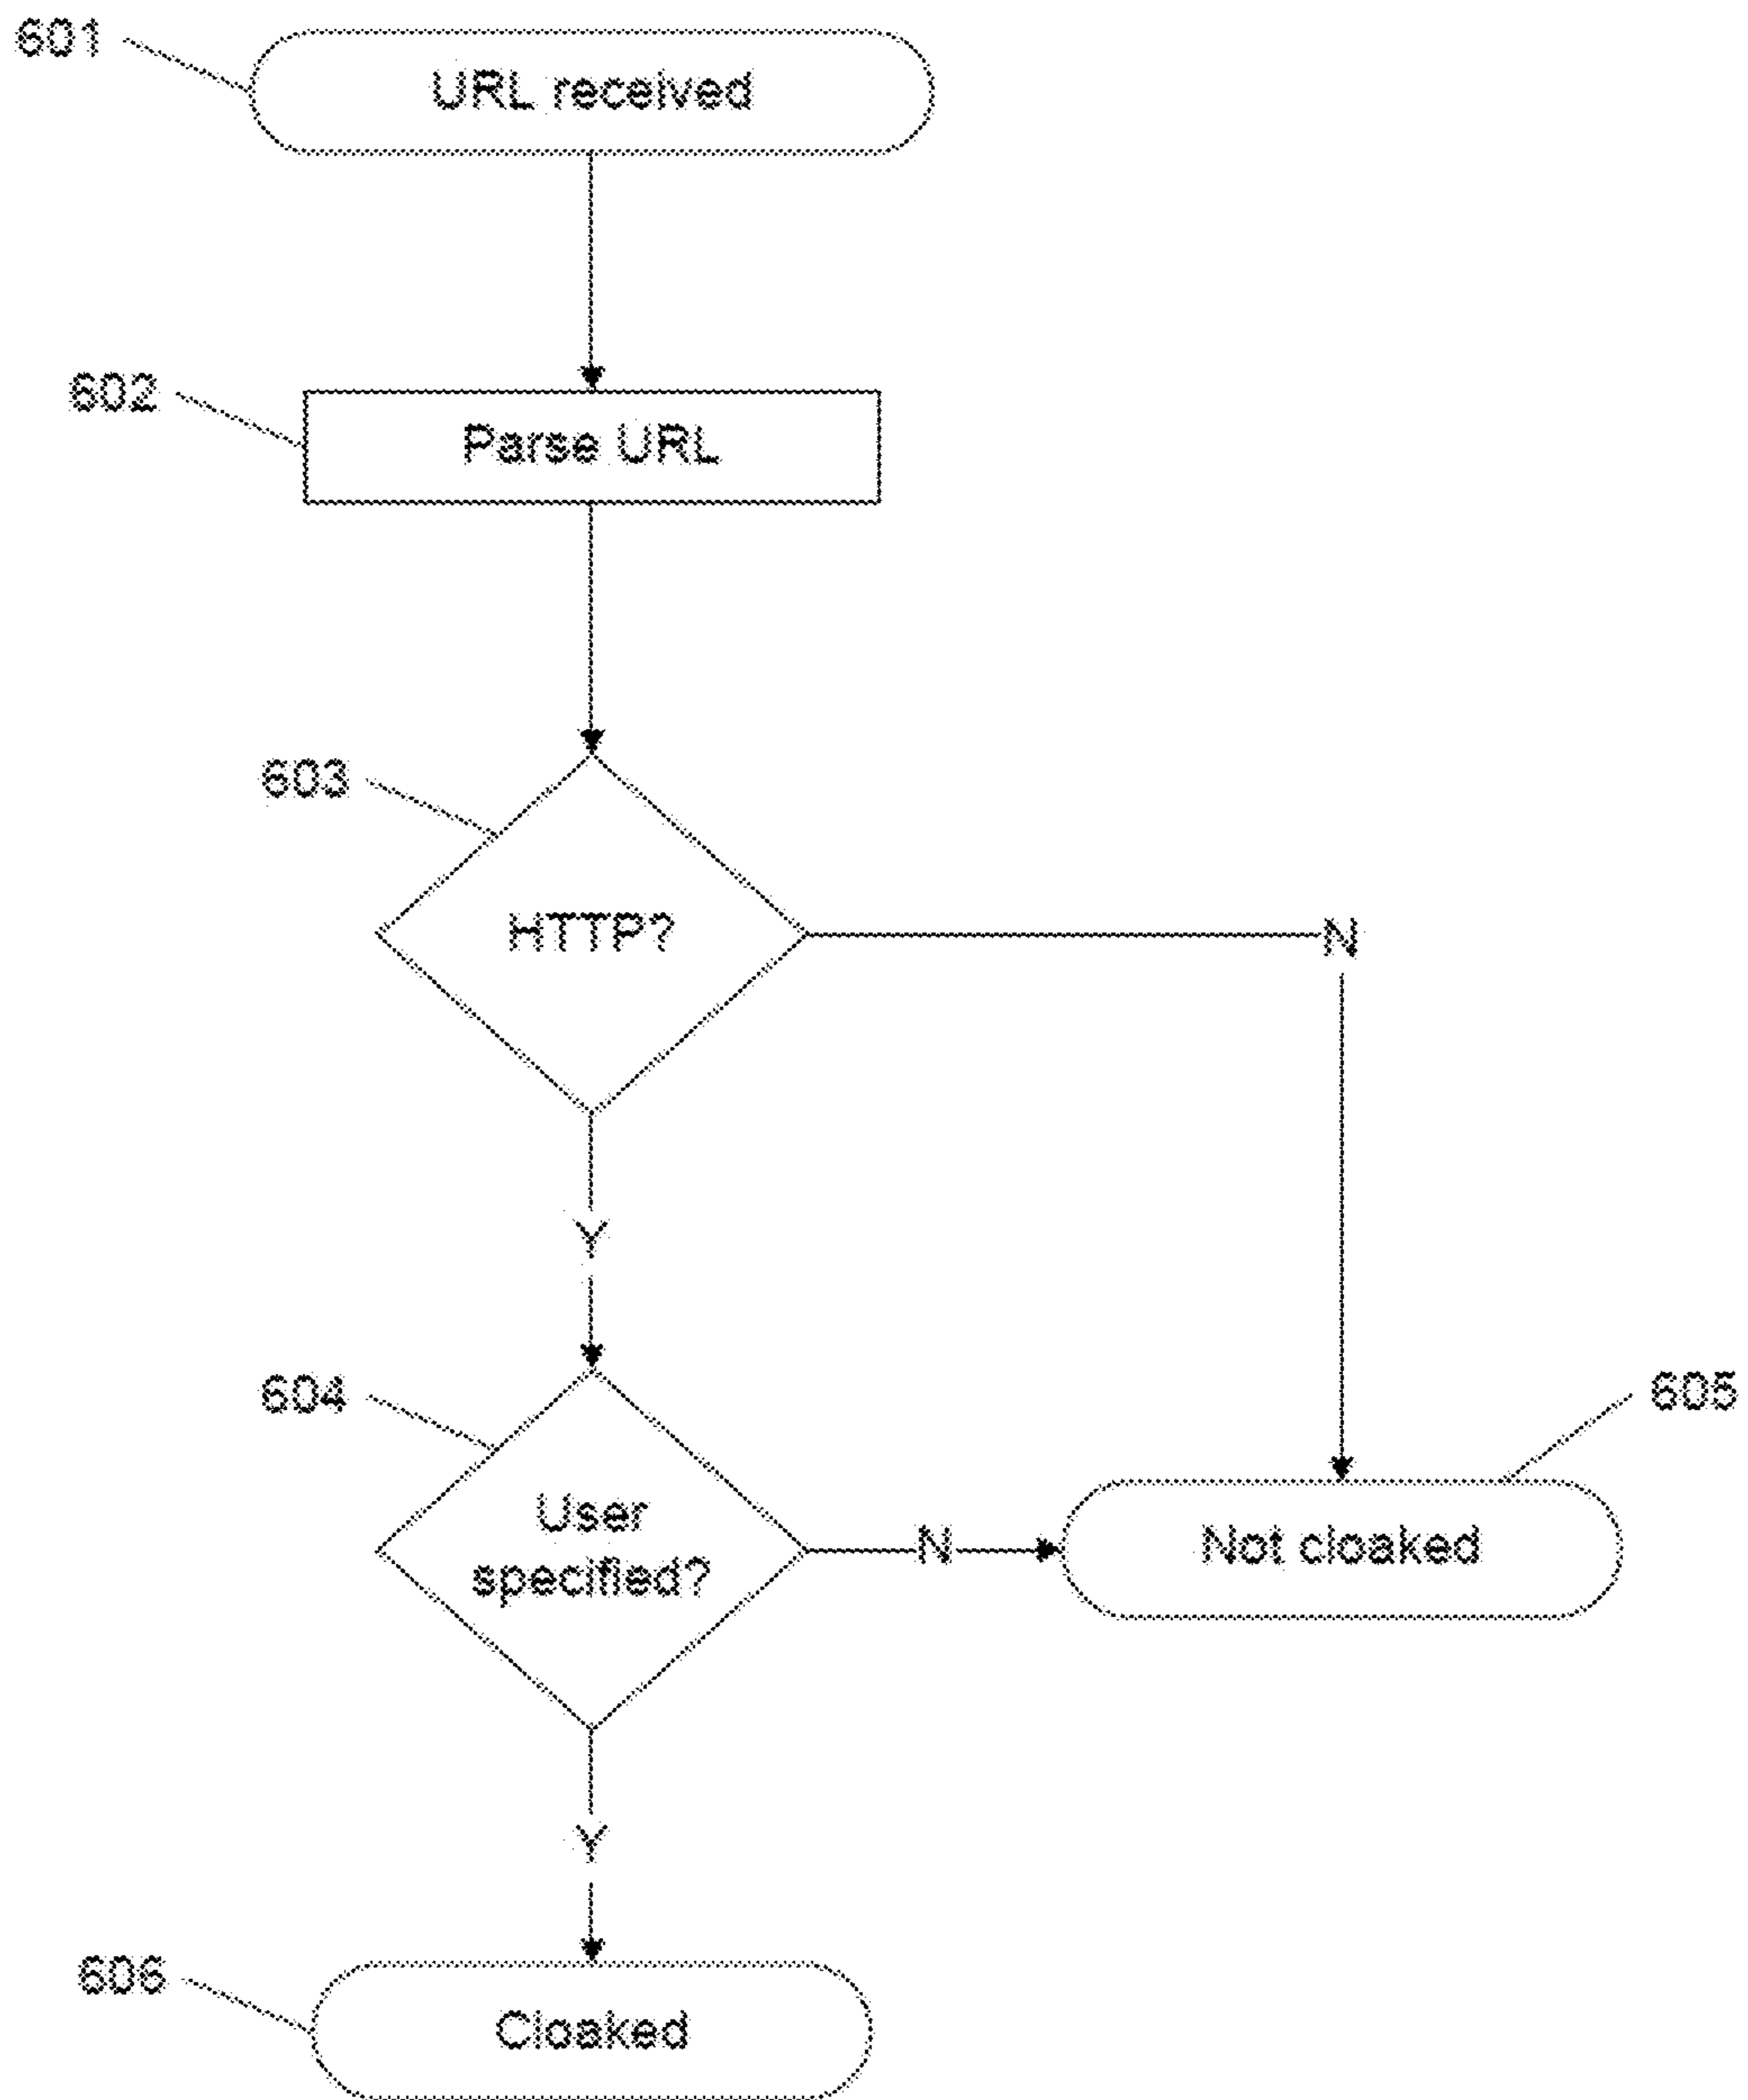 601
URL received
602
Parse URL
603
HTTP?
N
Y
604
605
User
specified?
N
Not cloaked
Y
606
Cloaked